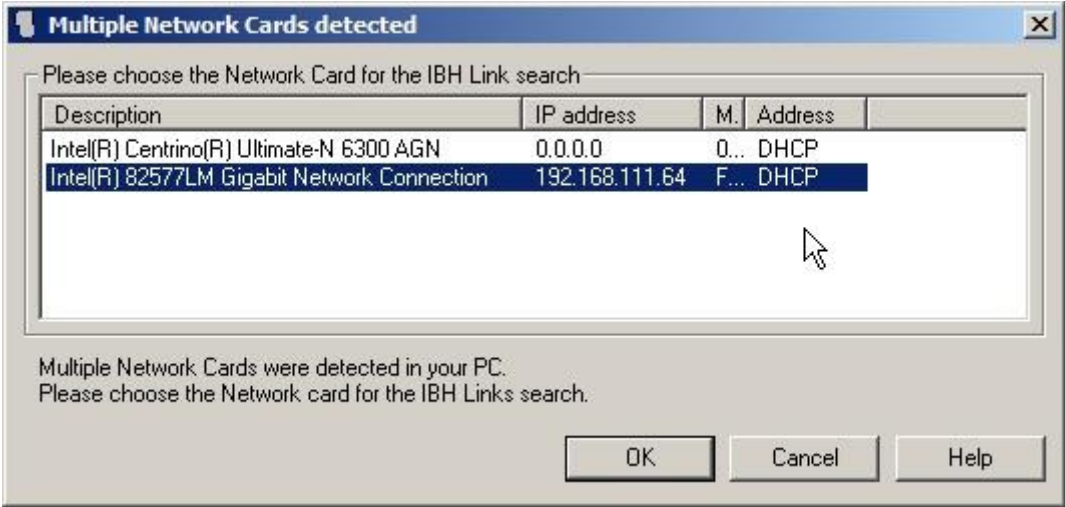 Multiple Network Cards detected
Please choose the Network Card for the IBH Link search
Description IP address M. Address
Intel(R) Centrino(R) Ultimate-N 6300 AGN 0.0.0.0 0... DHCP
Intel(R) 82577LM Gigabit Network Connection 192.168.111.64 F... DHCP
Multiple Network Cards were detected in your PC.
Please choose the Network card for the IBH Links search.
OK Cancel Help